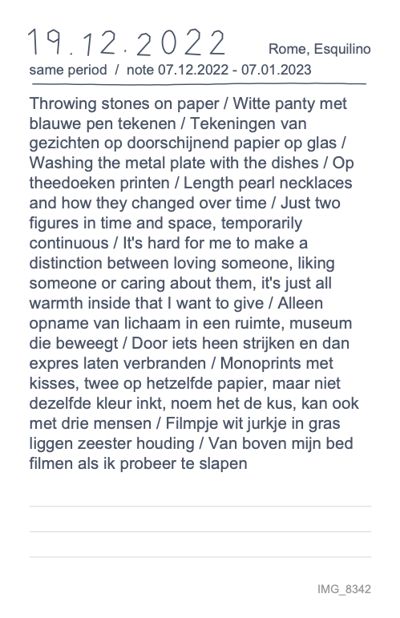 19.12.2022
Rome, Esquilino
same period / note 07.12.2022 - 07.01.2023
Throwing stones on paper / Witte panty met
blauwe pen tekenen / Tekeningen van
gezichten op doorschijnend papier op glas /
Washing the metal plate with the dishes / Op
theedoeken printen / Length pearl necklaces
and how they changed over time / Just two
figures in time and space, temporarily
continuous / It's hard for me to make a
distinction between loving someone, liking
someone or caring about them, it's just all
warmth inside that I want to give / Alleen
opname van lichaam in een ruimte, museum
die beweegt / Door iets heen strijken en dan
expres laten verbranden / Monoprints met
kisses, twee op hetzelfde papier, maar niet
dezelfde kleur inkt, noem het de kus, kan ook
met drie mensen / Filmpje wit jurkje in gras
liggen zeester houding / Van boven mijn bed
filmen als ik probeer te slapen
IMG_8342